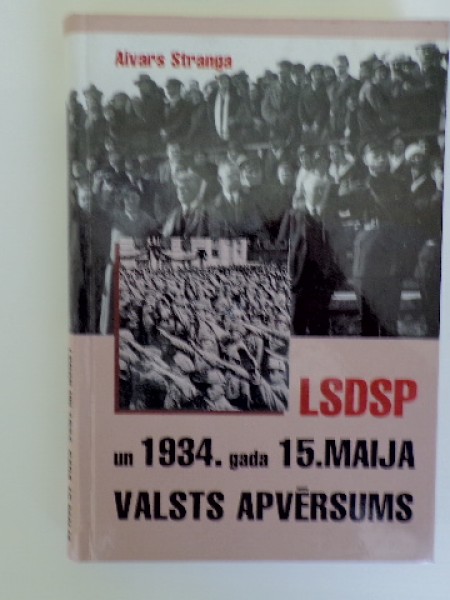 Aivars Stranga
LSDSP
un 1934. gada 15.MAIJA
VALSTS APVĒRSUMS